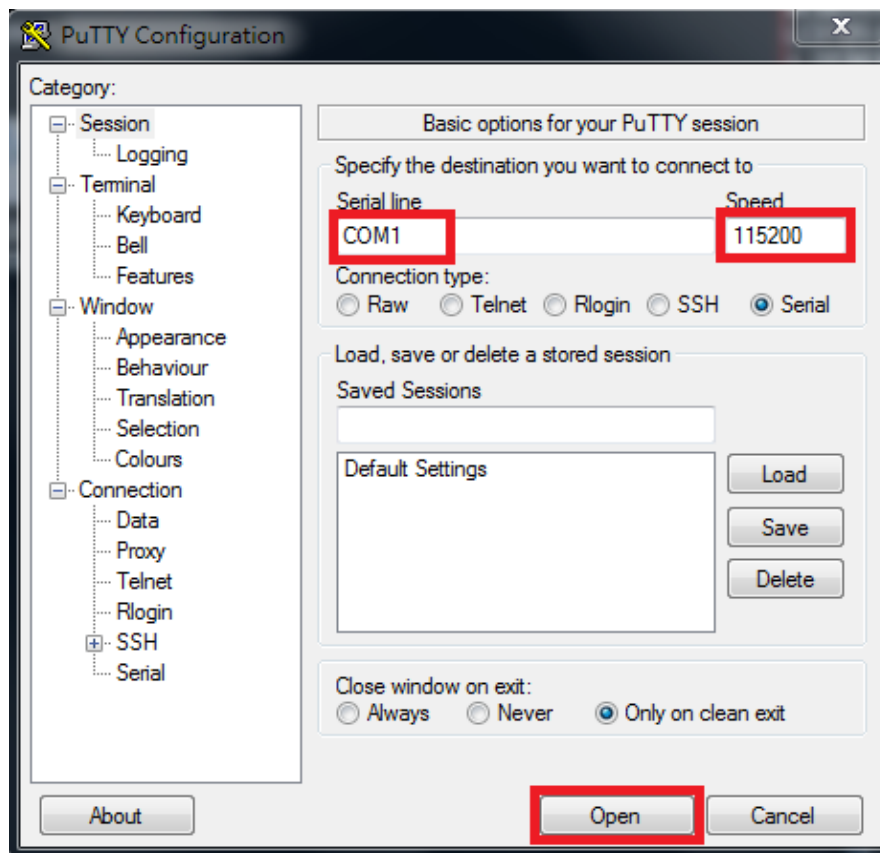 PuTTY Configuration
X
Category:
Session
Logging
Terminal
Keyboard
Bell
Features
Window
Appearance
Behaviour
Translation
Selection
Colours
Connection
Data
Proxy
Telnet
Rlogin
SSH
Serial
Basic options for your PuTTY session
Specify the destination you want to connect to
Serial line Speed
COM1 115200
Connection type:
Raw Telnet Rlogin SSH Serial
Load, save or delete a stored session
Saved Sessions
Default Settings
Load
Save
Delete
Close window on exit:
Always Never Only on clean exit
About Open Cancel